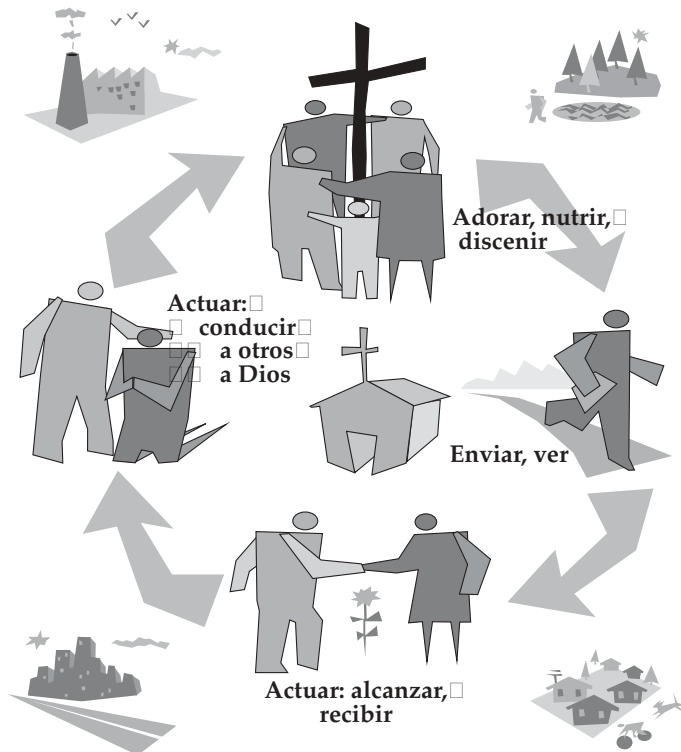 Adorar, nutrir,
discenir
Actuar:
conducir
a otros
a Dios
Enviar, ver
Actuar: alcanzar,
recibir